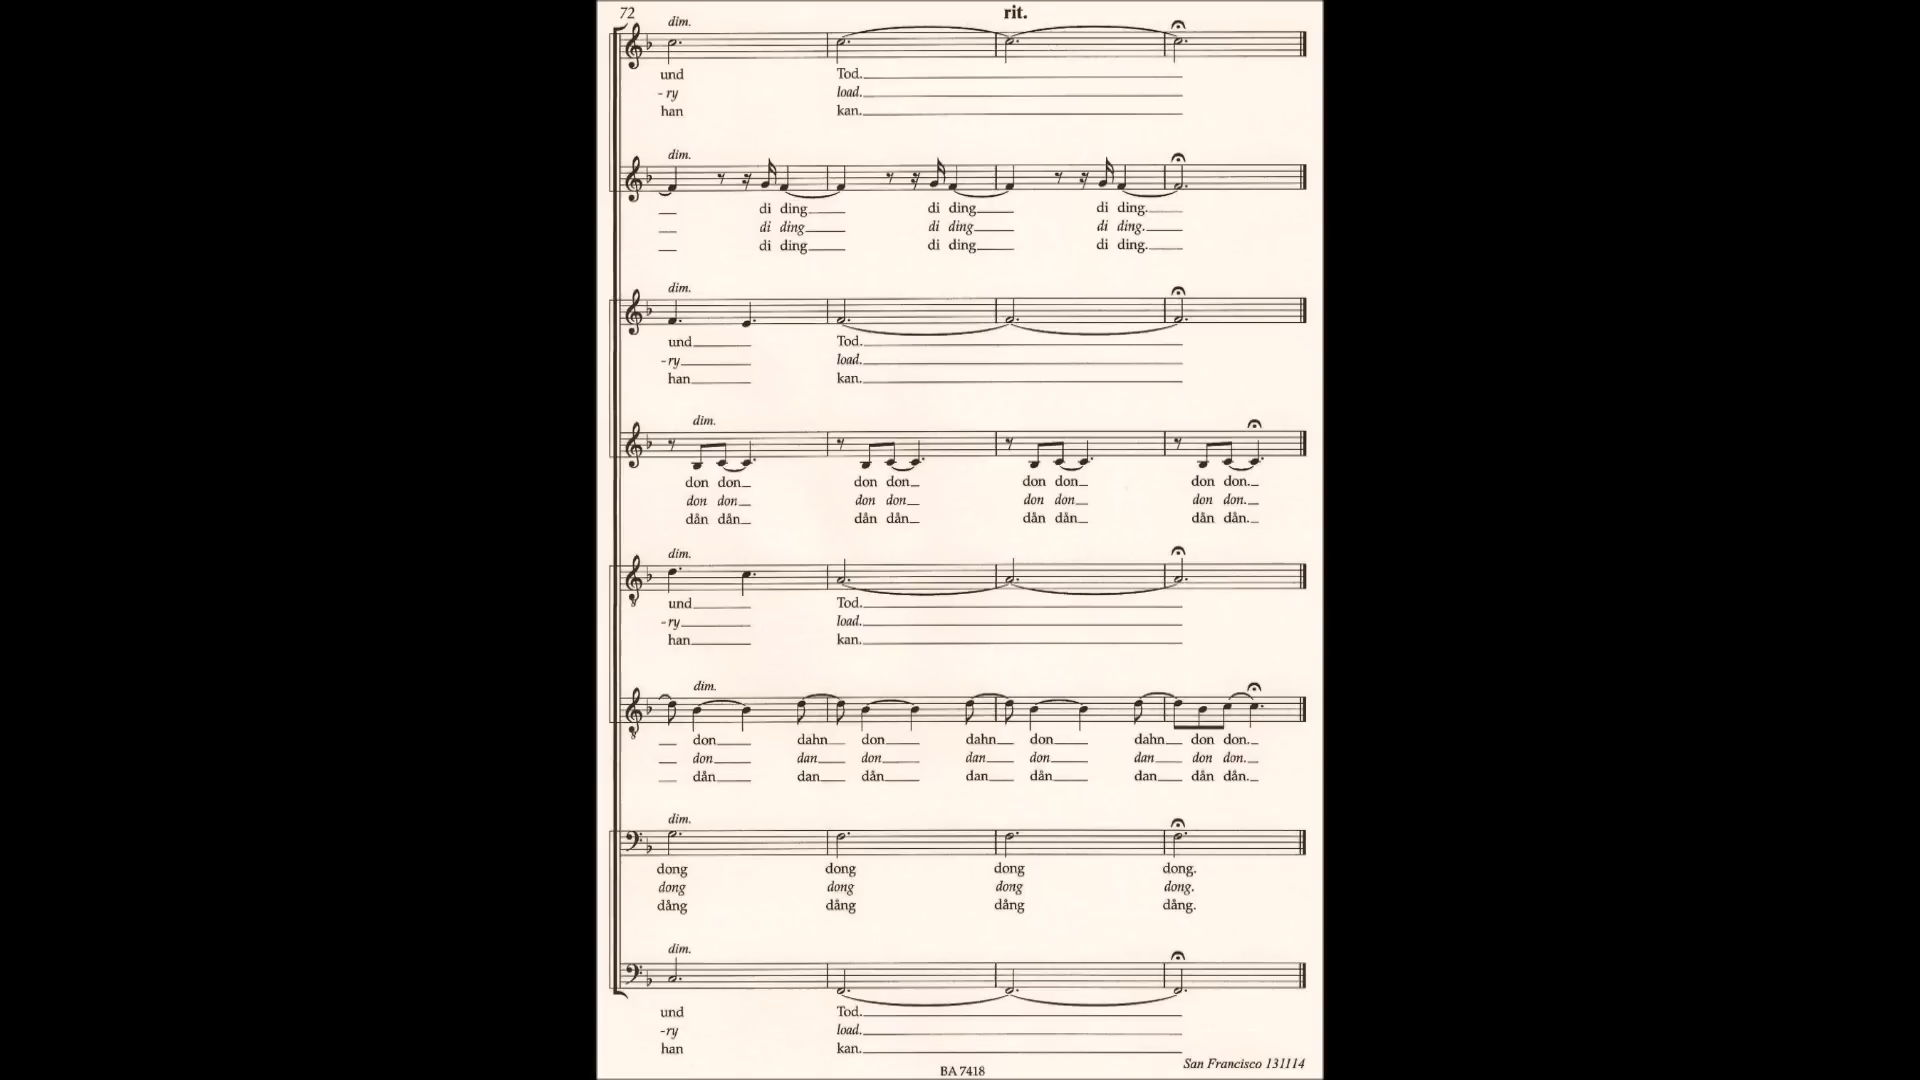 72 rit.
dim.
und Tod.
-ry load.
han kan.
dim.
di ding di ding di ding.
di ding di ding di ding.
di ding di ding di ding.
dim.
und Tod.
-ry load.
han kan.
dim.
don don don don don don don don.
don don don don don don don don.
dån dån dån dån dån dån dån dån.
dim.
und Tod.
-ry load.
han kan.
dim.
don dahn don dahn don dahn don don.
don dan don dan don dan don don.
dån dan dån dan dån dan dån dån.
dim.
dong dong dong dong.
dong dong dong dong.
dång dång dång dång.
dim.
und Tod.
-ry load.
han kan.
San Francisco 131114
BA 7418